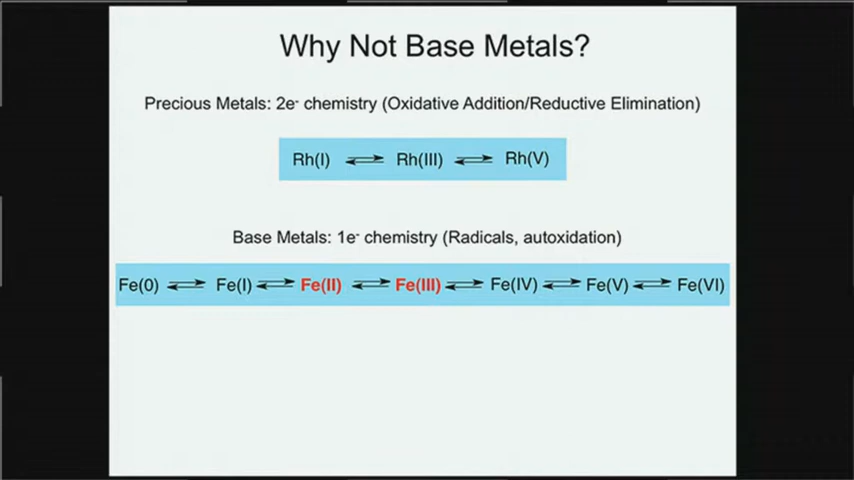 Why Not Base Metals?
Precious Metals: 2e- chemistry (Oxidative Addition/Reductive Elimination)
Rh(I) ⇌ Rh(III) ⇌ Rh(V)
Base Metals: 1e- chemistry (Radicals, autoxidation)
Fe(0) ⇌ Fe(I) ⇌ Fe(II) ⇌ Fe(III) ⇌ Fe(IV) ⇌ Fe(V) ⇌ Fe(VI)